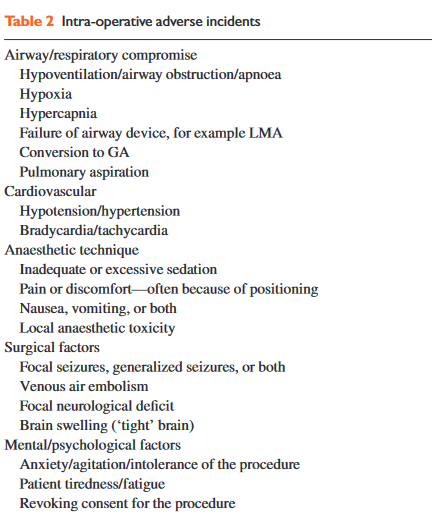 Table 2 Intra-operative adverse incidents
Airway/respiratory compromise
Hypoventilation/airway obstruction/apnoea
Hypoxia
Hypercapnia
Failure of airway device, for example LMA
Conversion to GA
Pulmonary aspiration
Cardiovascular
Hypotension/hypertension
Bradycardia/tachycardia
Anaesthetic technique
Inadequate or excessive sedation
Pain or discomfort—often because of positioning
Nausea, vomiting, or both
Local anaesthetic toxicity
Surgical factors
Focal seizures, generalized seizures, or both
Venous air embolism
Focal neurological deficit
Brain swelling (‘tight’ brain)
Mental/psychological factors
Anxiety/agitation/intolerance of the procedure
Patient tiredness/fatigue
Revoking consent for the procedure